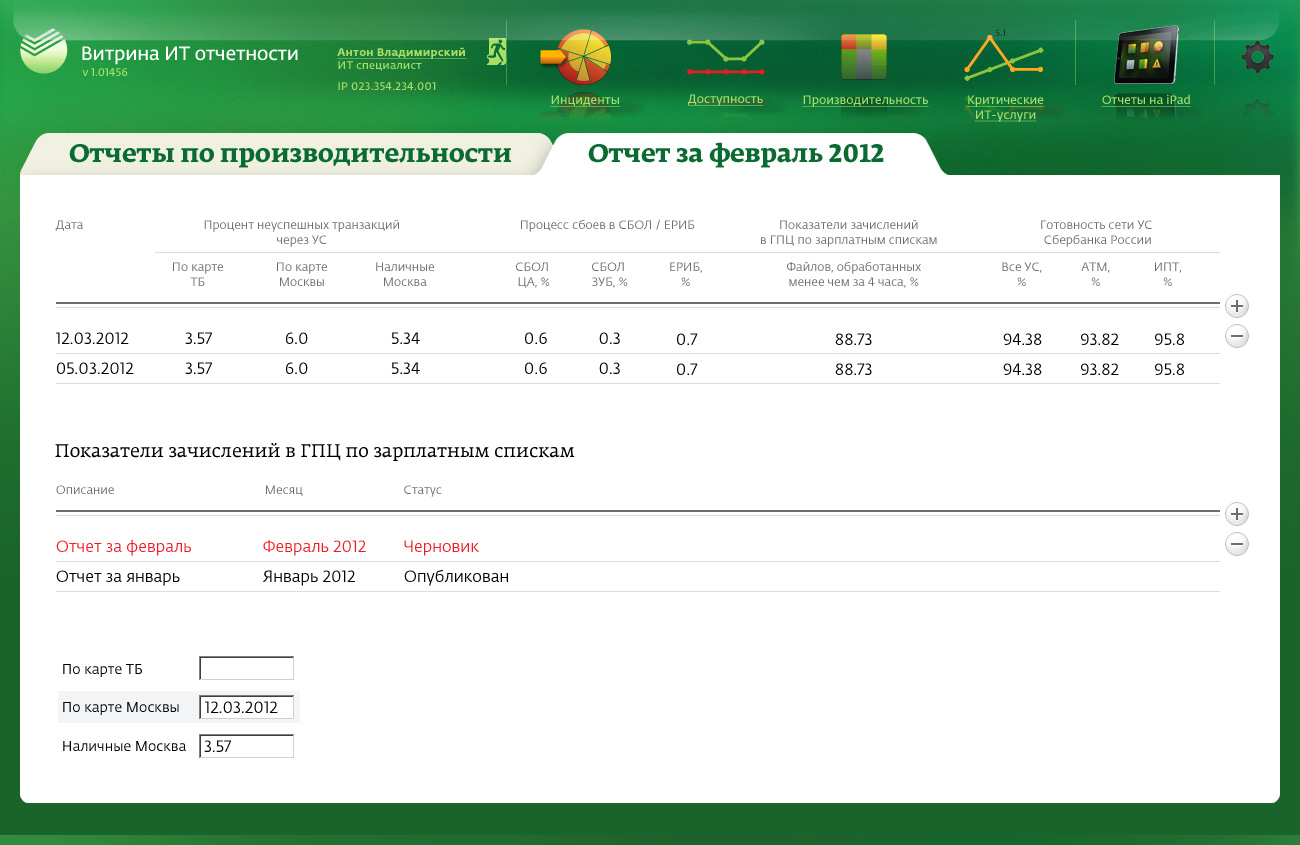 Витрина ИТ отчетности
v 1.01456
Антон Владимирский
ИТ специалист
IP 023.354.234.001
Инциденты
Доступность
Производительность
5.1
Критические
ИТ-услуги
Отчеты на iPad
Отчеты по производительности
Отчет за февраль 2012
Дата
Процент неуспешных транзакций
через УС
Процесс сбоев в СБОЛ / ЕРИБ
Показатели зачислений
в ГПЦ по зарплатным спискам
Готовность сети УС
Сбербанка России
По карте
ТБ
По карте
Москвы
Наличные
Москва
СБОЛ
ЦА, %
СБОЛ
ЗУБ, %
ЕРИБ,
%
Файлов, обработанных
менее чем за 4 часа, %
Все УС,
%
АТМ,
%
ИПТ,
%
12.03.2012 3.57 6.0 5.34 0.6 0.3 0.7 88.73 94.38 93.82 95.8
05.03.2012 3.57 6.0 5.34 0.6 0.3 0.7 88.73 94.38 93.82 95.8
Показатели зачислений в ГПЦ по зарплатным спискам
Описание Месяц Статус
Отчет за февраль Февраль 2012 Черновик
Отчет за январь Январь 2012 Опубликован
По карте ТБ
По карте Москвы 12.03.2012
Наличные Москва 3.57